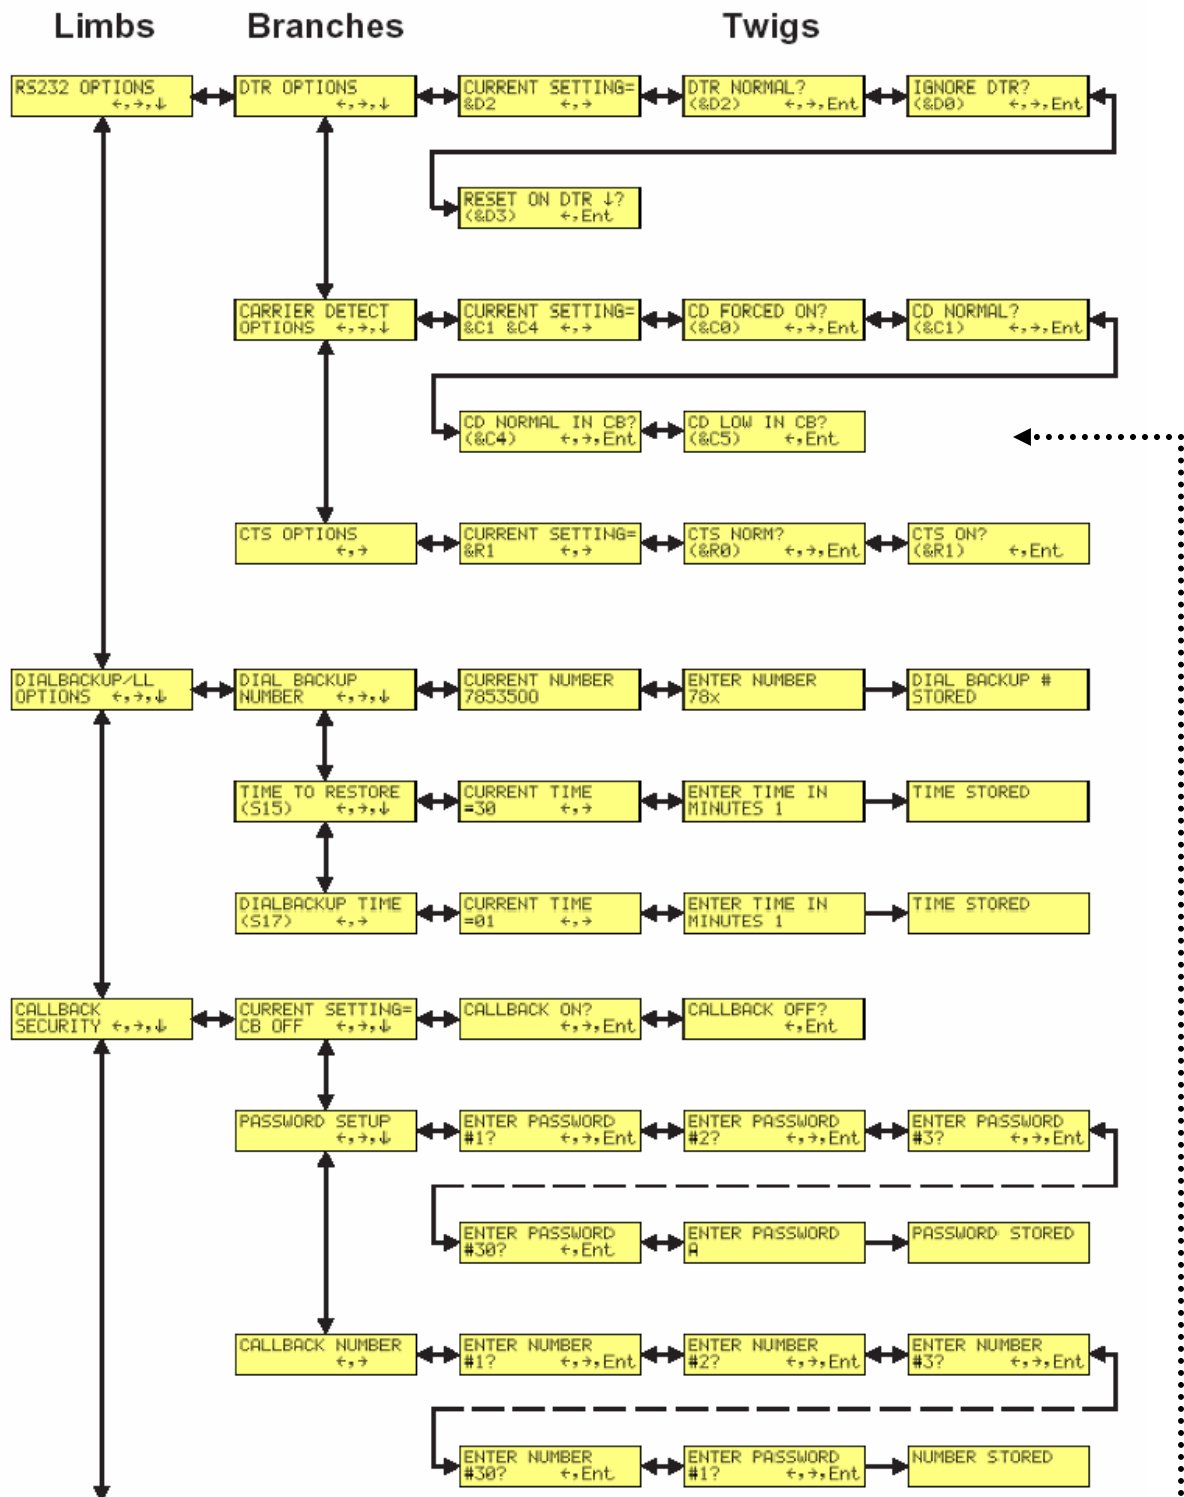 Limbs Branches Twigs
RS232 OPTIONS
←,→,↓
DTR OPTIONS
←,→,↓
CURRENT SETTING=
&D2 ←,→
DTR NORMAL?
(&D2) ←,→,Ent
IGNORE DTR?
(&D0) ←,→,Ent
RESET ON DTR ↓?
(&D3) ←,Ent
CARRIER DETECT
OPTIONS ←,→,↓
CURRENT SETTING=
&C1 &C4 ←,→
CD FORCED ON?
(&C0) ←,→,Ent
CD NORMAL?
(&C1) ←,→,Ent
CD NORMAL IN CB?
(&C4) ←,→,Ent
CD LOW IN CB?
(&C5) ←,Ent
CTS OPTIONS
←,→
CURRENT SETTING=
&R1 ←,→
CTS NORM?
(&R0) ←,→,Ent
CTS ON?
(&R1) ←,Ent
DIALBACKUP/LL
OPTIONS ←,→,↓
DIAL BACKUP
NUMBER ←,→,↓
CURRENT NUMBER
7853500
ENTER NUMBER
78x
DIAL BACKUP #
STORED
TIME TO RESTORE
(S15) ←,→,↓
CURRENT TIME
=30 ←,→
ENTER TIME IN
MINUTES 1
TIME STORED
DIALBACKUP TIME
(S17) ←,→
CURRENT TIME
=01 ←,→
ENTER TIME IN
MINUTES 1
TIME STORED
CALLBACK
SECURITY ←,→,↓
CURRENT SETTING=
CB OFF ←,→,↓
CALLBACK ON?
←,→,Ent
CALLBACK OFF?
←,Ent
PASSWORD SETUP
←,→,↓
ENTER PASSWORD
#1? ←,→,Ent
ENTER PASSWORD
#2? ←,→,Ent
ENTER PASSWORD
#3? ←,→,Ent
ENTER PASSWORD
#30? ←,Ent
ENTER PASSWORD
A
PASSWORD STORED
CALLBACK NUMBER
←,→
ENTER NUMBER
#1? ←,→,Ent
ENTER NUMBER
#2? ←,→,Ent
ENTER NUMBER
#3? ←,→,Ent
ENTER NUMBER
#30? ←,Ent
ENTER PASSWORD
#1? ←,→,Ent
NUMBER STORED